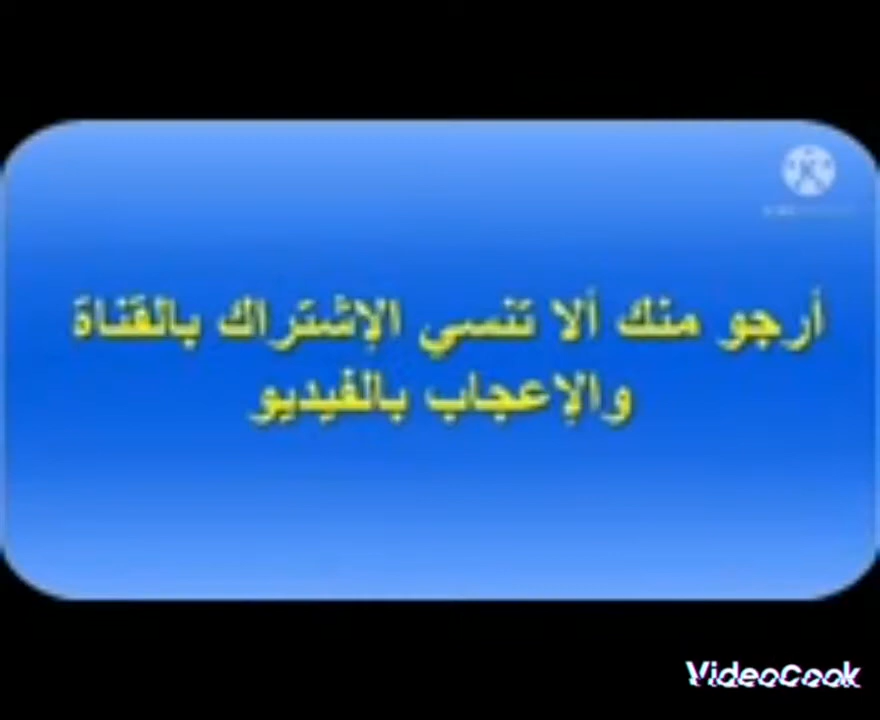 أرجو منك ألا تنسي الإشتراك بالقناة
والإعجاب بالفيديو
VideoCook